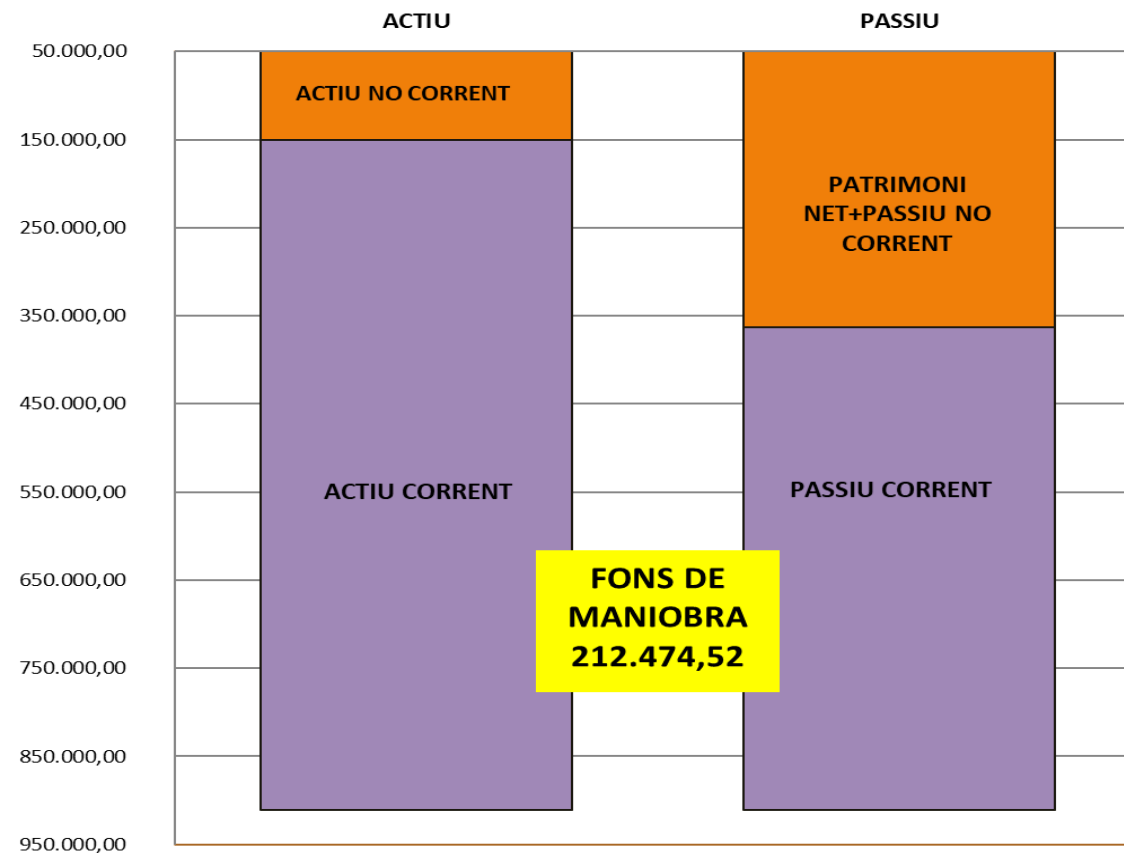 ACTIU
PASSIU
50.000,00
150.000,00
250.000,00
350.000,00
450.000,00
550.000,00
650.000,00
750.000,00
850.000,00
950.000,00
ACTIU NO CORRENT
ACTIU CORRENT
PATRIMONI
NET+PASSIU NO
CORRENT
PASSIU CORRENT
FONS DE
MANIOBRA
212.474,52